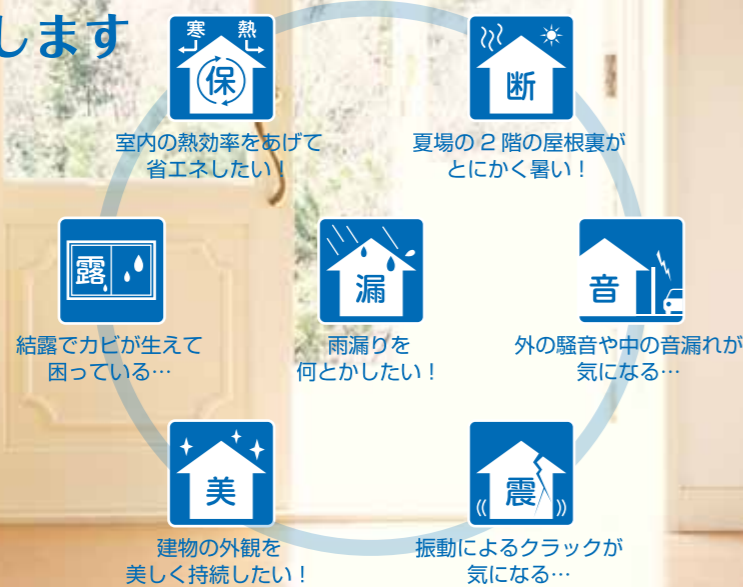 します
寒 熱
保
室内の熱効率をあげて
省エネしたい！
断
夏場の2階の屋根裏が
とにかく暑い！
露
結露でカビが生えて
困っている…
漏
雨漏りを
何とかしたい！
音
外の騒音や中の音漏れが
気になる…
美
建物の外観を
美しく持続したい！
震
振動によるクラックが
気になる…